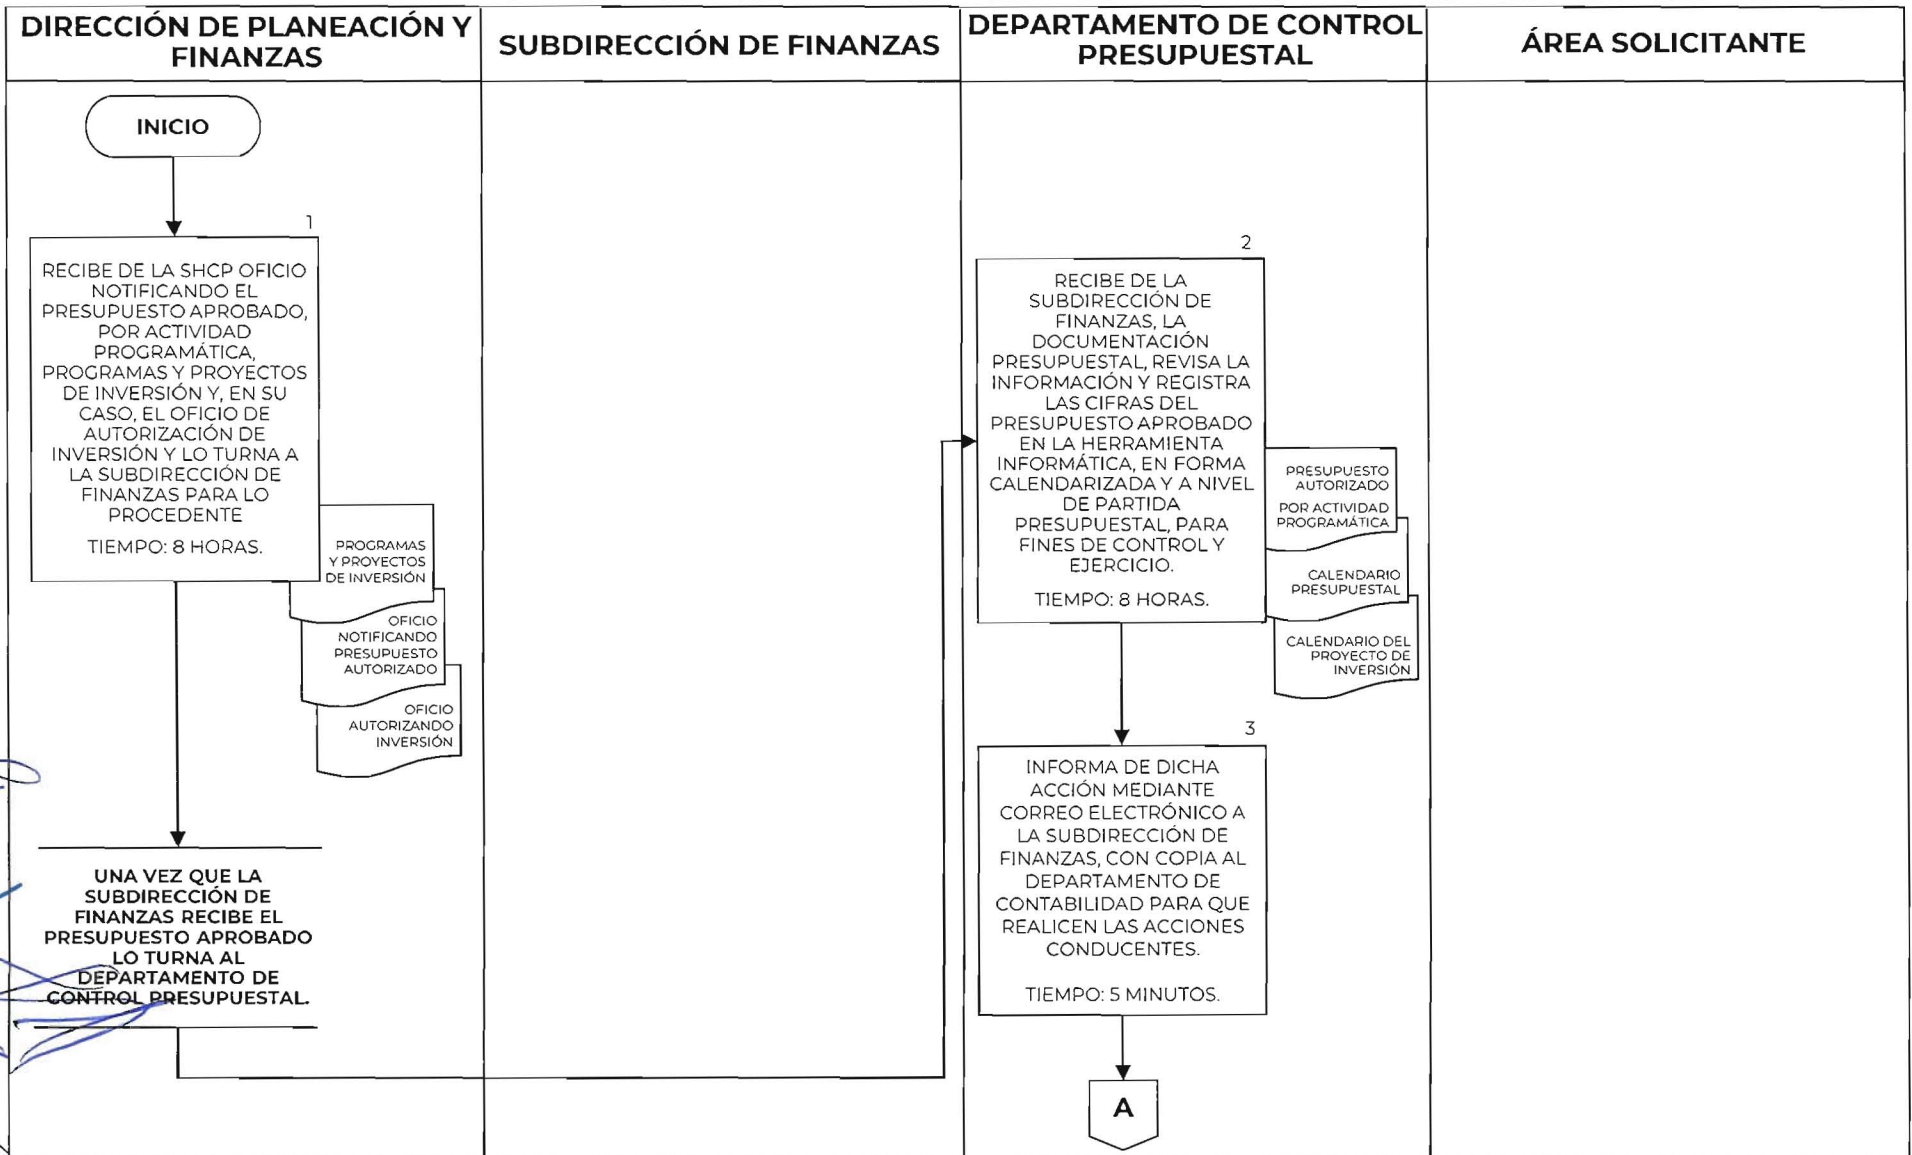 DIRECCIÓN DE PLANEACIÓN Y
FINANZAS
SUBDIRECCIÓN DE FINANZAS
DEPARTAMENTO DE CONTROL
PRESUPUESTAL
ÁREA SOLICITANTE
INICIO
1
RECIBE DE LA SHCP OFICIO
NOTIFICANDO EL
PRESUPUESTO APROBADO,
POR ACTIVIDAD
PROGRAMÁTICA,
PROGRAMAS Y PROYECTOS
DE INVERSIÓN Y, EN SU
CASO, EL OFICIO DE
AUTORIZACIÓN DE
INVERSIÓN Y LO TURNA A
LA SUBDIRECCIÓN DE
FINANZAS PARA LO
PROCEDENTE
TIEMPO: 8 HORAS.
PROGRAMAS
Y PROYECTOS
DE INVERSIÓN
OFICIO
NOTIFICANDO
PRESUPUESTO
AUTORIZADO
OFICIO
AUTORIZANDO
INVERSIÓN
UNA VEZ QUE LA
SUBDIRECCIÓN DE
FINANZAS RECIBE EL
PRESUPUESTO APROBADO
LO TURNA AL
DEPARTAMENTO DE
CONTROL PRESUPUESTAL.
2
RECIBE DE LA
SUBDIRECCIÓN DE
FINANZAS, LA
DOCUMENTACIÓN
PRESUPUESTAL, REVISA LA
INFORMACIÓN Y REGISTRA
LAS CIFRAS DEL
PRESUPUESTO APROBADO
EN LA HERRAMIENTA
INFORMÁTICA, EN FORMA
CALENDARIZADA Y A NIVEL
DE PARTIDA
PRESUPUESTAL, PARA
FINES DE CONTROL Y
EJERCICIO.
TIEMPO: 8 HORAS.
PRESUPUESTO
AUTORIZADO
POR ACTIVIDAD
PROGRAMÁTICA
CALENDARIO
PRESUPUESTAL
CALENDARIO DEL
PROYECTO DE
INVERSIÓN
3
INFORMA DE DICHA
ACCIÓN MEDIANTE
CORREO ELECTRÓNICO A
LA SUBDIRECCIÓN DE
FINANZAS, CON COPIA AL
DEPARTAMENTO DE
CONTABILIDAD PARA QUE
REALICEN LAS ACCIONES
CONDUCENTES.
TIEMPO: 5 MINUTOS.
A